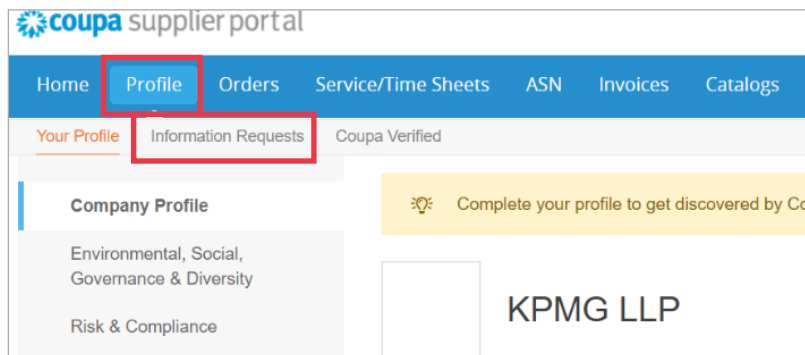 coupa supplier portal
Home Profile Orders Service/Time Sheets ASN Invoices Catalogs
Your Profile Information Requests Coupa Verified
Company Profile
Complete your profile to get discovered by Co
Environmental, Social,
Governance & Diversity
KPMG LLP
Risk & Compliance